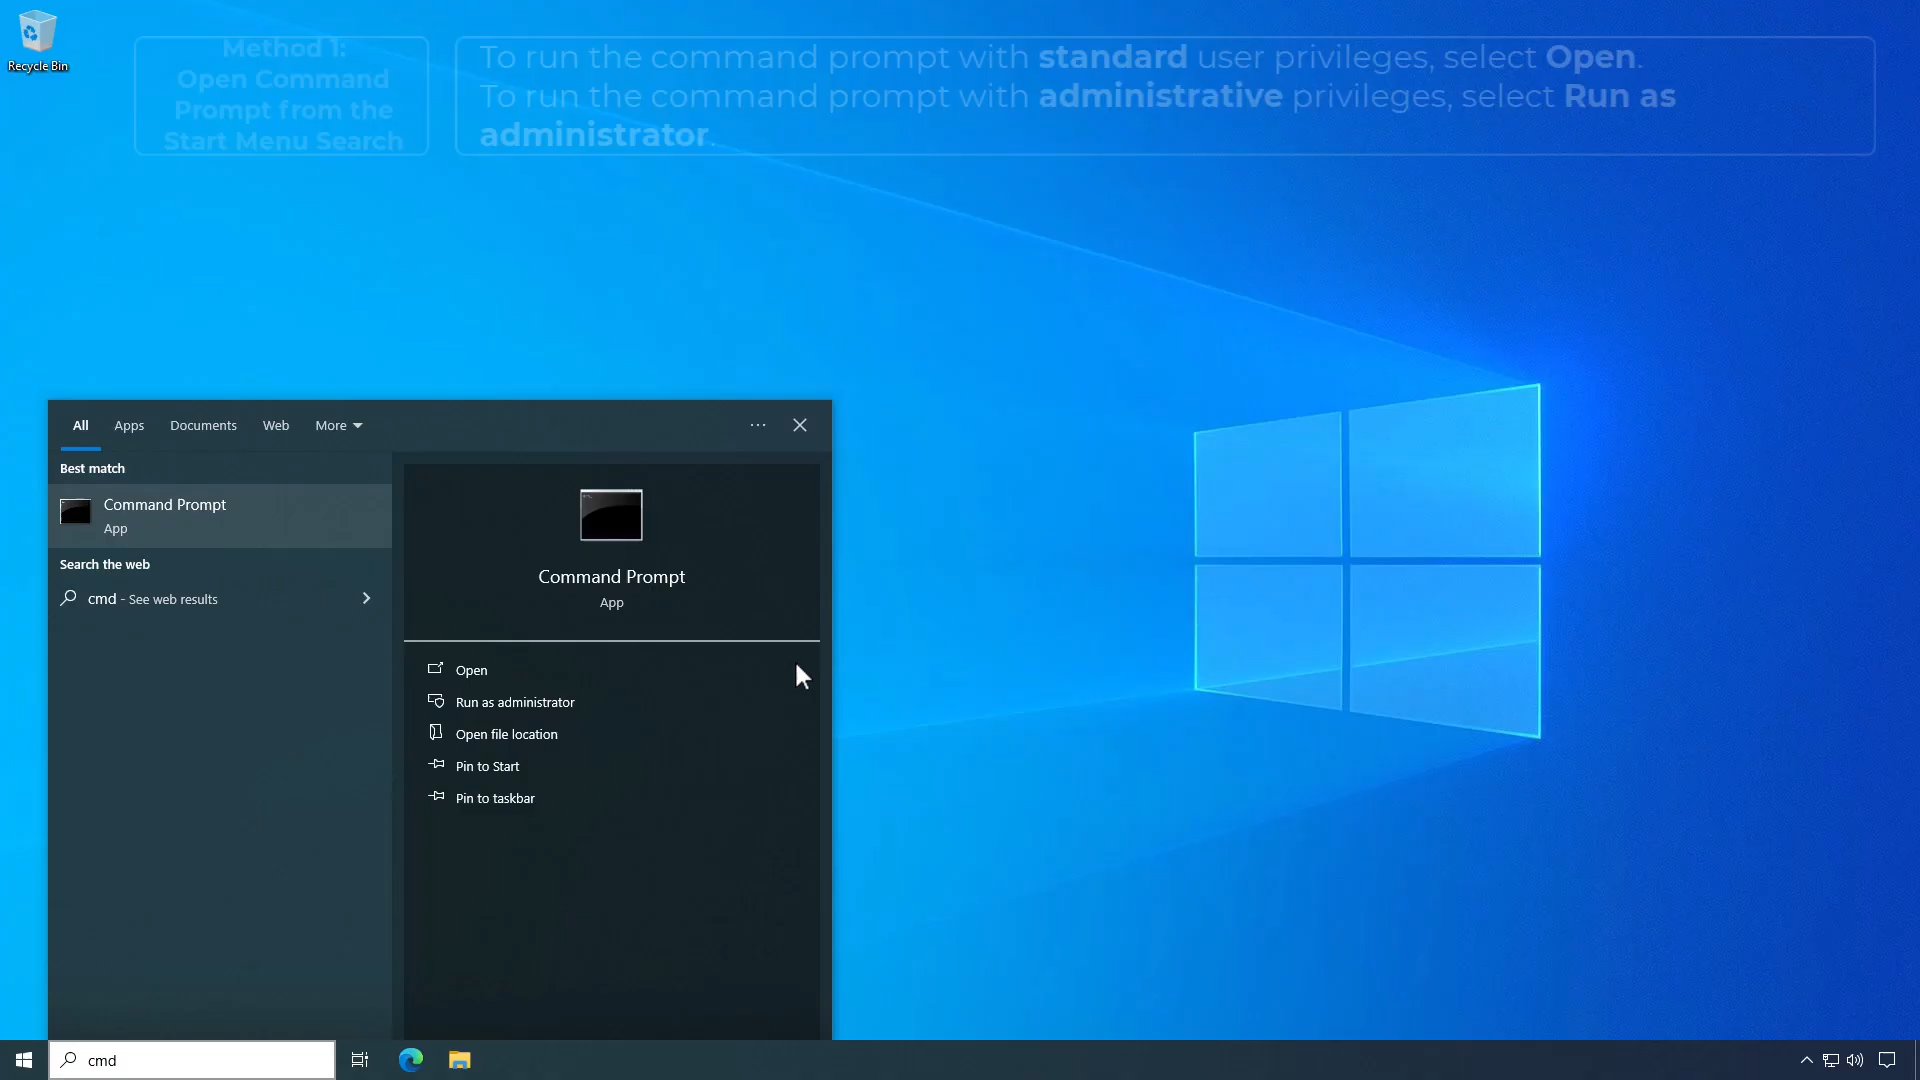 Recycle Bin
Method 1:
Open Command
Prompt from the
Start Menu Search
To run the command prompt with standard user privileges, select Open.
To run the command prompt with administrative privileges, select Run as
administrator.
All Apps Documents Web More
Best match
Command Prompt
App
Search the web
cmd - See web results
Command Prompt
App
Open
Run as administrator
Open file location
Pin to Start
Pin to taskbar
cmd